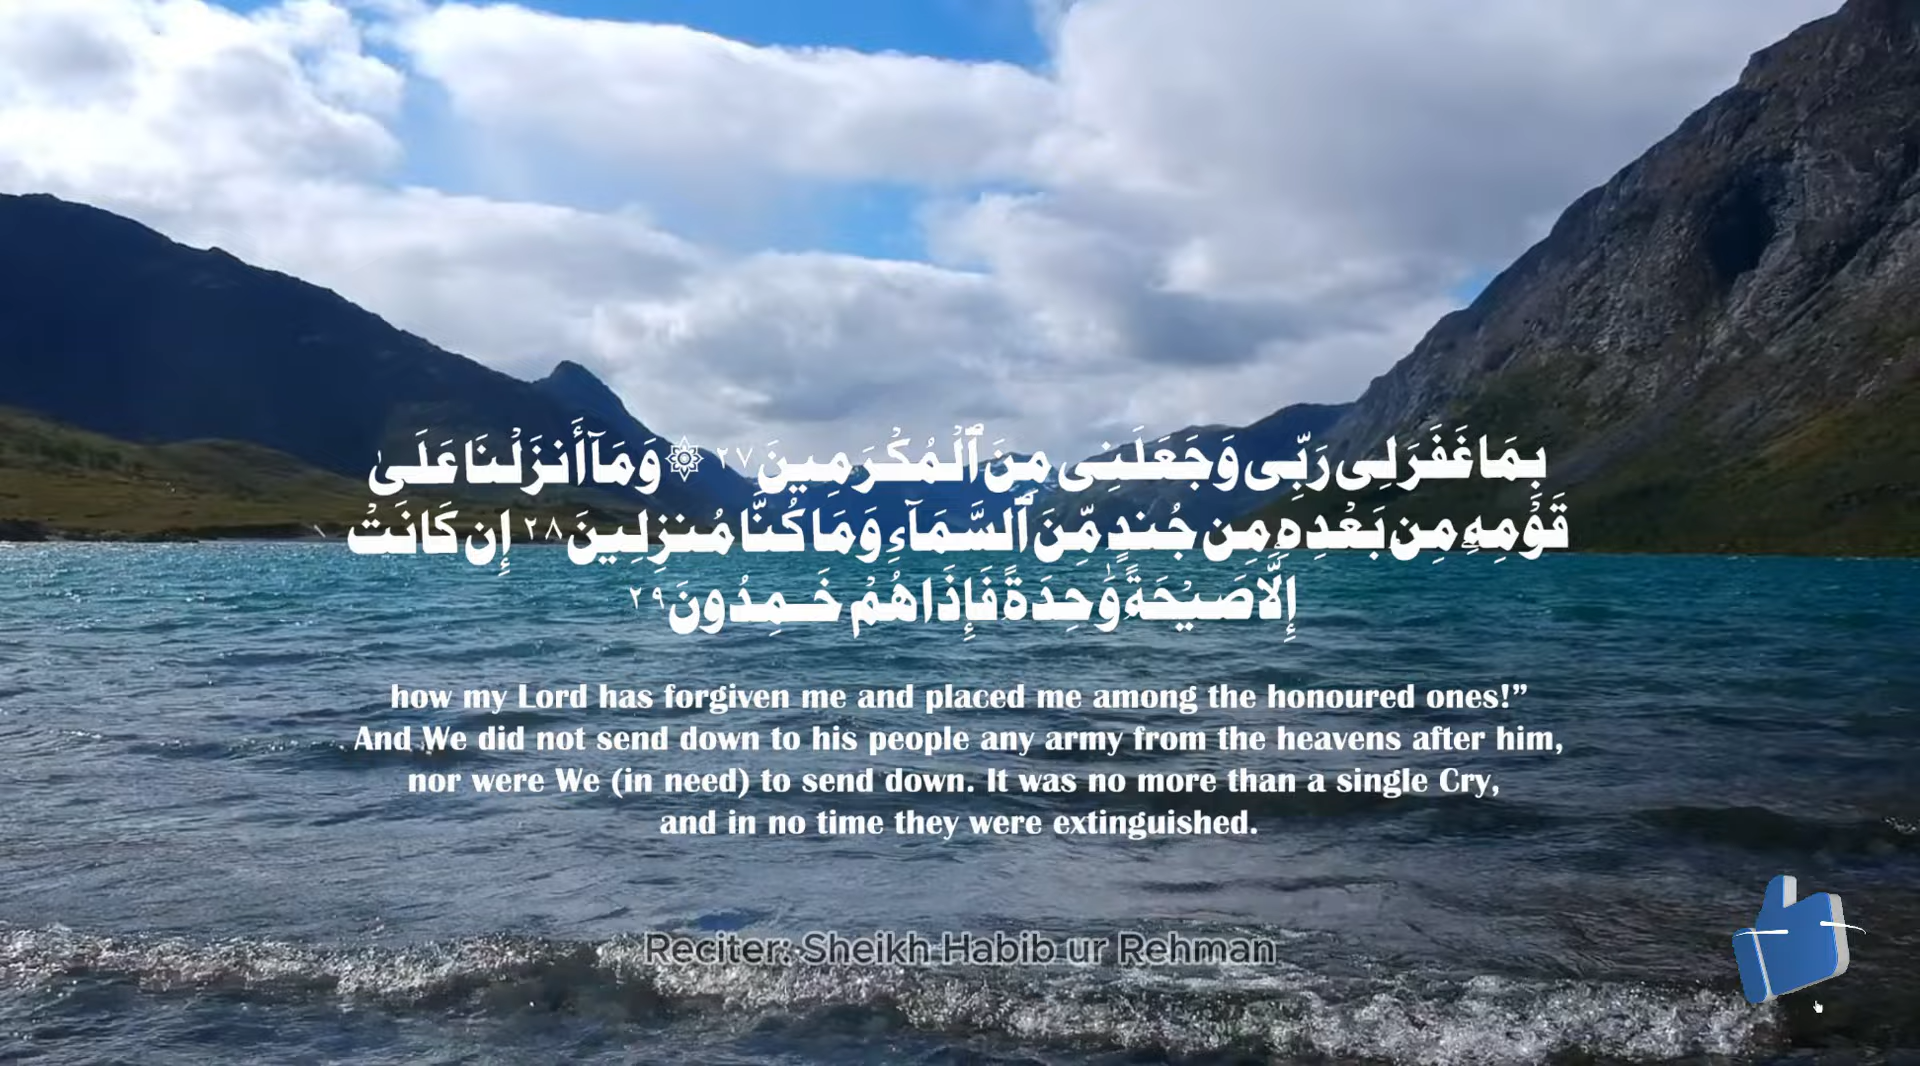 بِمَا غَفَرَ لِى رَبِّى وَجَعَلَنِى مِنَ ٱلْمُكْرَمِينَ ٢٧ ۞ وَمَآ أَنزَلْنَا عَلَىٰ
قَوْمِهِۦ مِن بَعْدِهِۦ مِن جُندٍ مِّنَ ٱلسَّمَآءِ وَمَا كُنَّا مُنزِلِينَ ٢٨ إِن كَانَتْ
إِلَّا صَيْحَةً وَٰحِدَةً فَإِذَا هُمْ خَـٰمِدُونَ ٢٩
how my Lord has forgiven me and placed me among the honoured ones!”
And We did not send down to his people any army from the heavens after him,
nor were We (in need) to send down. It was no more than a single Cry,
and in no time they were extinguished.
Reciter: Sheikh Habib ur Rehman